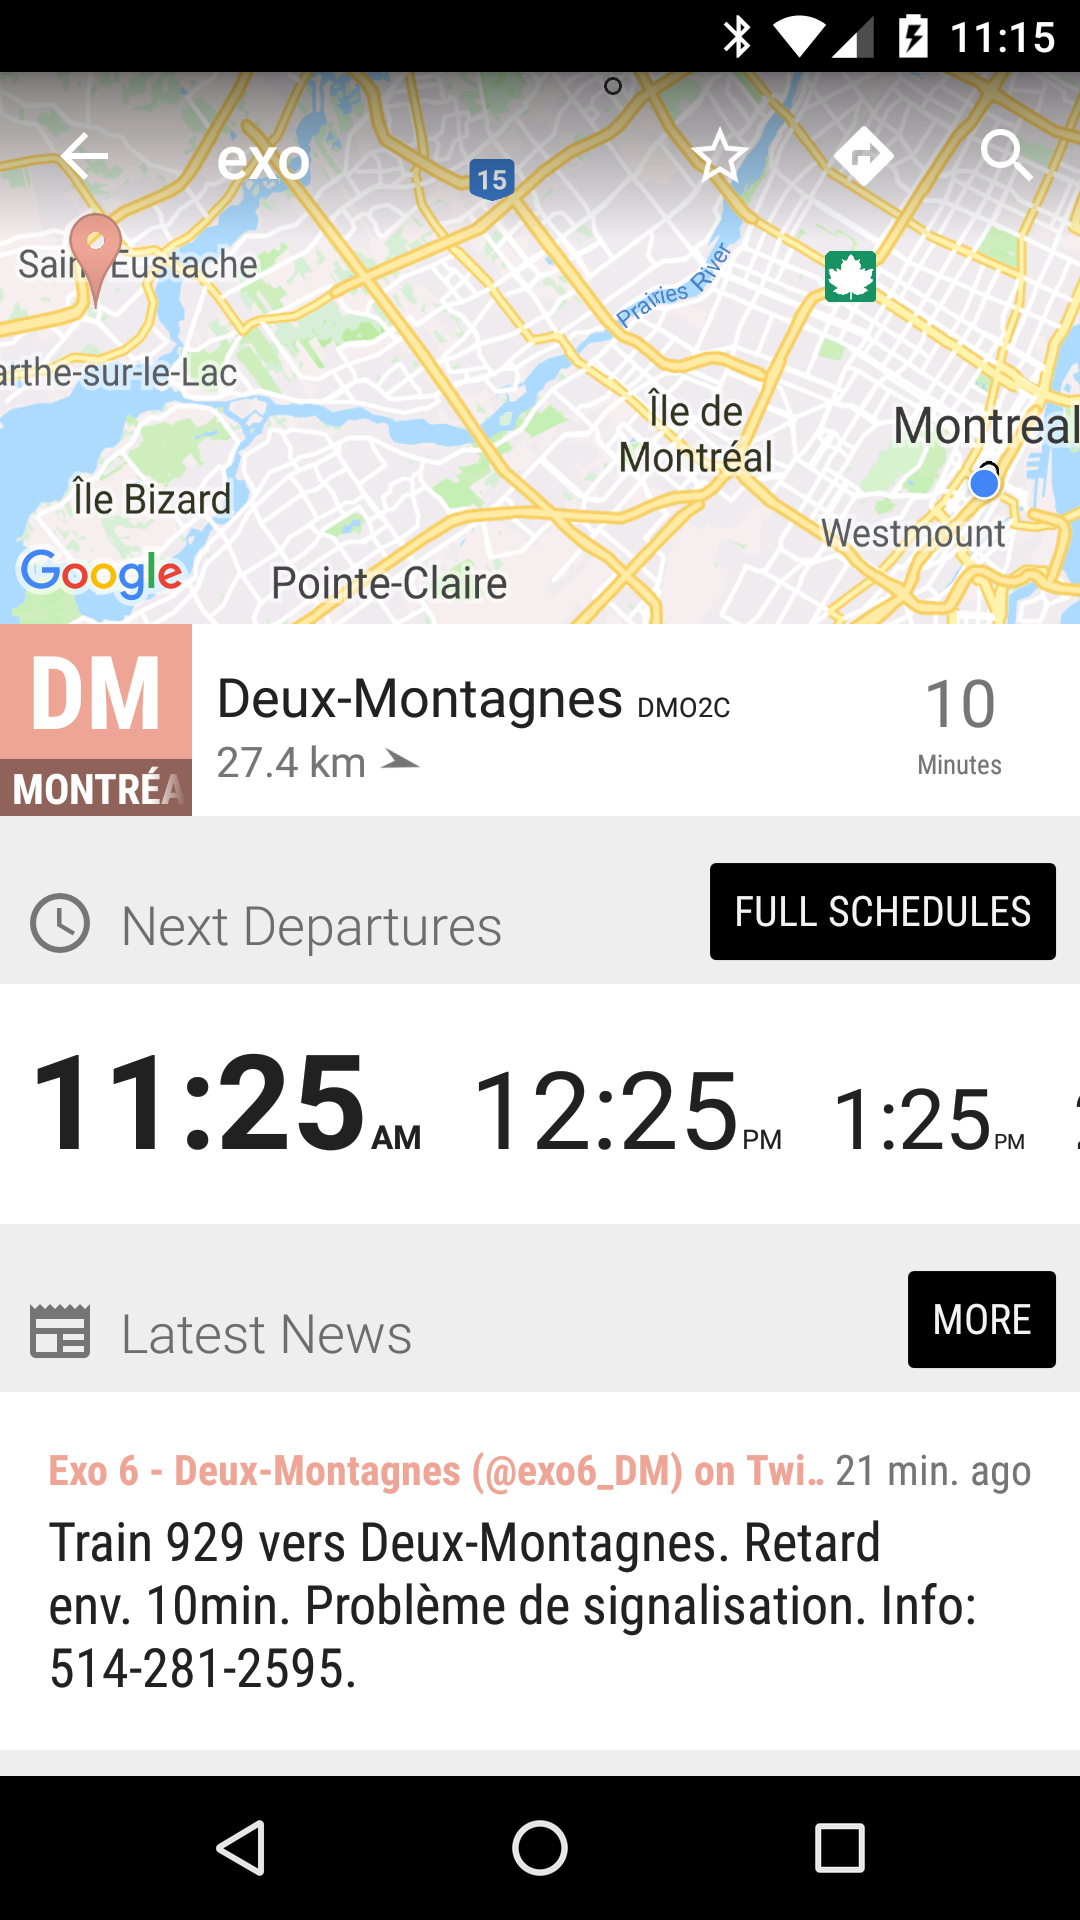 11:15
exo
15
Eustache
Prairies River
arthe-sur-le-Lac
Île de
Montréal
Montreal
Île Bizard
Westmount
Google
Pointe-Claire
DM
MONTRÉA
Deux-Montagnes DMO2C
27.4 km
10
Minutes
Next Departures
FULL SCHEDULES
11:25 AM 12:25 PM 1:25 PM
Latest News
MORE
Exo 6 - Deux-Montagnes (@exo6_DM) on Twi… 21 min. ago
Train 929 vers Deux-Montagnes. Retard
env. 10min. Problème de signalisation. Info:
514-281-2595.